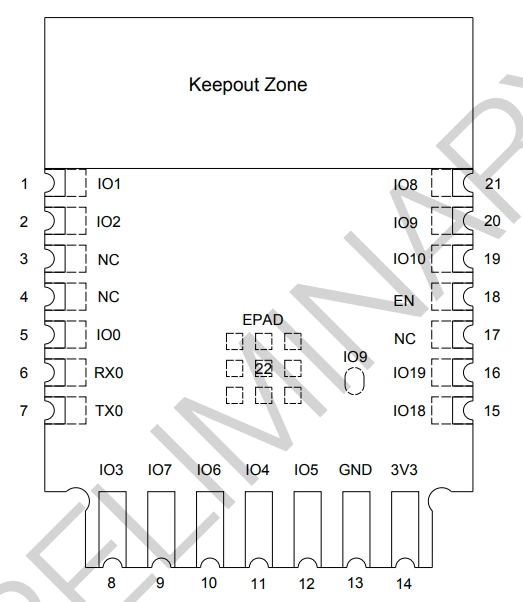 Keepout Zone
1 IO1 IO8 21
2 IO2 IO9 20
3 NC IO10 19
4 NC EN 18
5 IO0 EPAD NC 17
6 RX0 22 IO9 IO19 16
7 TX0 IO18 15
IO3 IO7 IO6 IO4 IO5 GND 3V3
8 9 10 11 12 13 14
PRELIMINARY